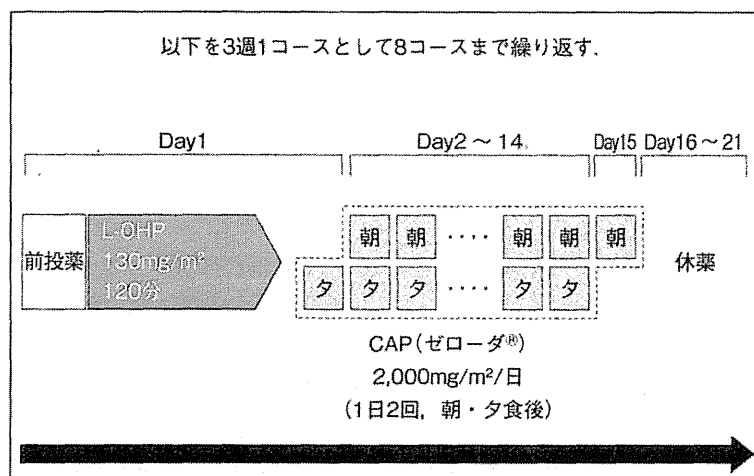 以下を3週1コースとして8コースまで繰り返す.
Day1 Day2～14 Day15 Day16～21
前投薬
L-OHP
130mg/m²
120分
朝 朝 ···· 朝 朝 朝
夕 夕 夕 ···· 夕 夕
休薬
CAP(ゼローダ®)
2,000mg/m²/日
(1日2回, 朝・夕食後)